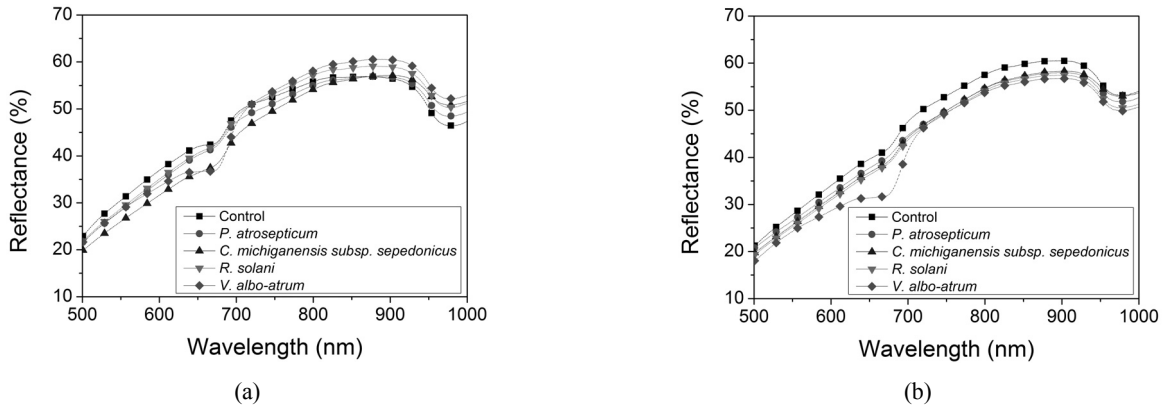 70
60
50
40
30
20
10
Reflectance (%)
Control
P. atrosepticum
C. michiganensis subsp. sepedonicus
R. solani
V. albo-atrum
500 600 700 800 900 1000
Wavelength (nm)
(a)
70
60
50
40
30
20
10
Reflectance (%)
Control
P. atrosepticum
C. michiganensis subsp. sepedonicus
R. solani
V. albo-atrum
500 600 700 800 900 1000
Wavelength (nm)
(b)